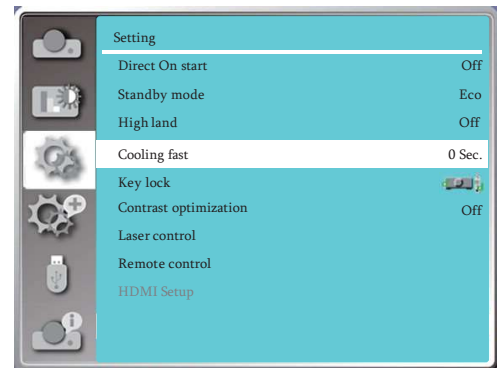 Setting
Direct On start Off
Standby mode Eco
High land Off
Cooling fast 0 Sec.
Key lock
Contrast optimization Off
Laser control
Remote control
HDMI Setup